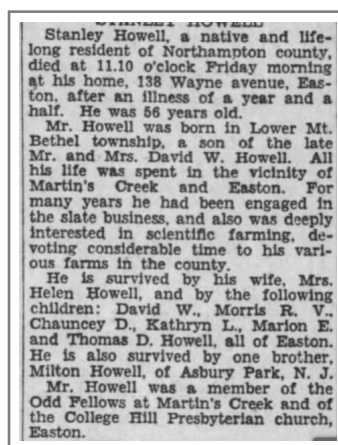 STANLEY HOWELL
Stanley Howell, a native and life-
long resident of Northampton county,
died at 11.10 o'clock Friday morning
at his home, 138 Wayne avenue, Eas-
ton, after an illness of a year and a
half. He was 56 years old.
Mr. Howell was born in Lower Mt.
Bethel township, a son of the late
Mr. and Mrs. David W. Howell. All
his life was spent in the vicinity of
Martin's Creek and Easton. For
many years he had been engaged in
the slate business, and also was deeply
interested in scientific farming, de-
voting considerable time to his vari-
ous farms in the county.
He is survived by his wife, Mrs.
Helen Howell, and by the following
children: David W., Morris R. V.,
Chauncey D., Kathryn L., Marion E.
and Thomas D. Howell, all of Easton.
He is also survived by one brother,
Milton Howell, of Asbury Park, N. J.
Mr. Howell was a member of the
Odd Fellows at Martin's Creek and of
the College Hill Presbyterian church,
Easton.